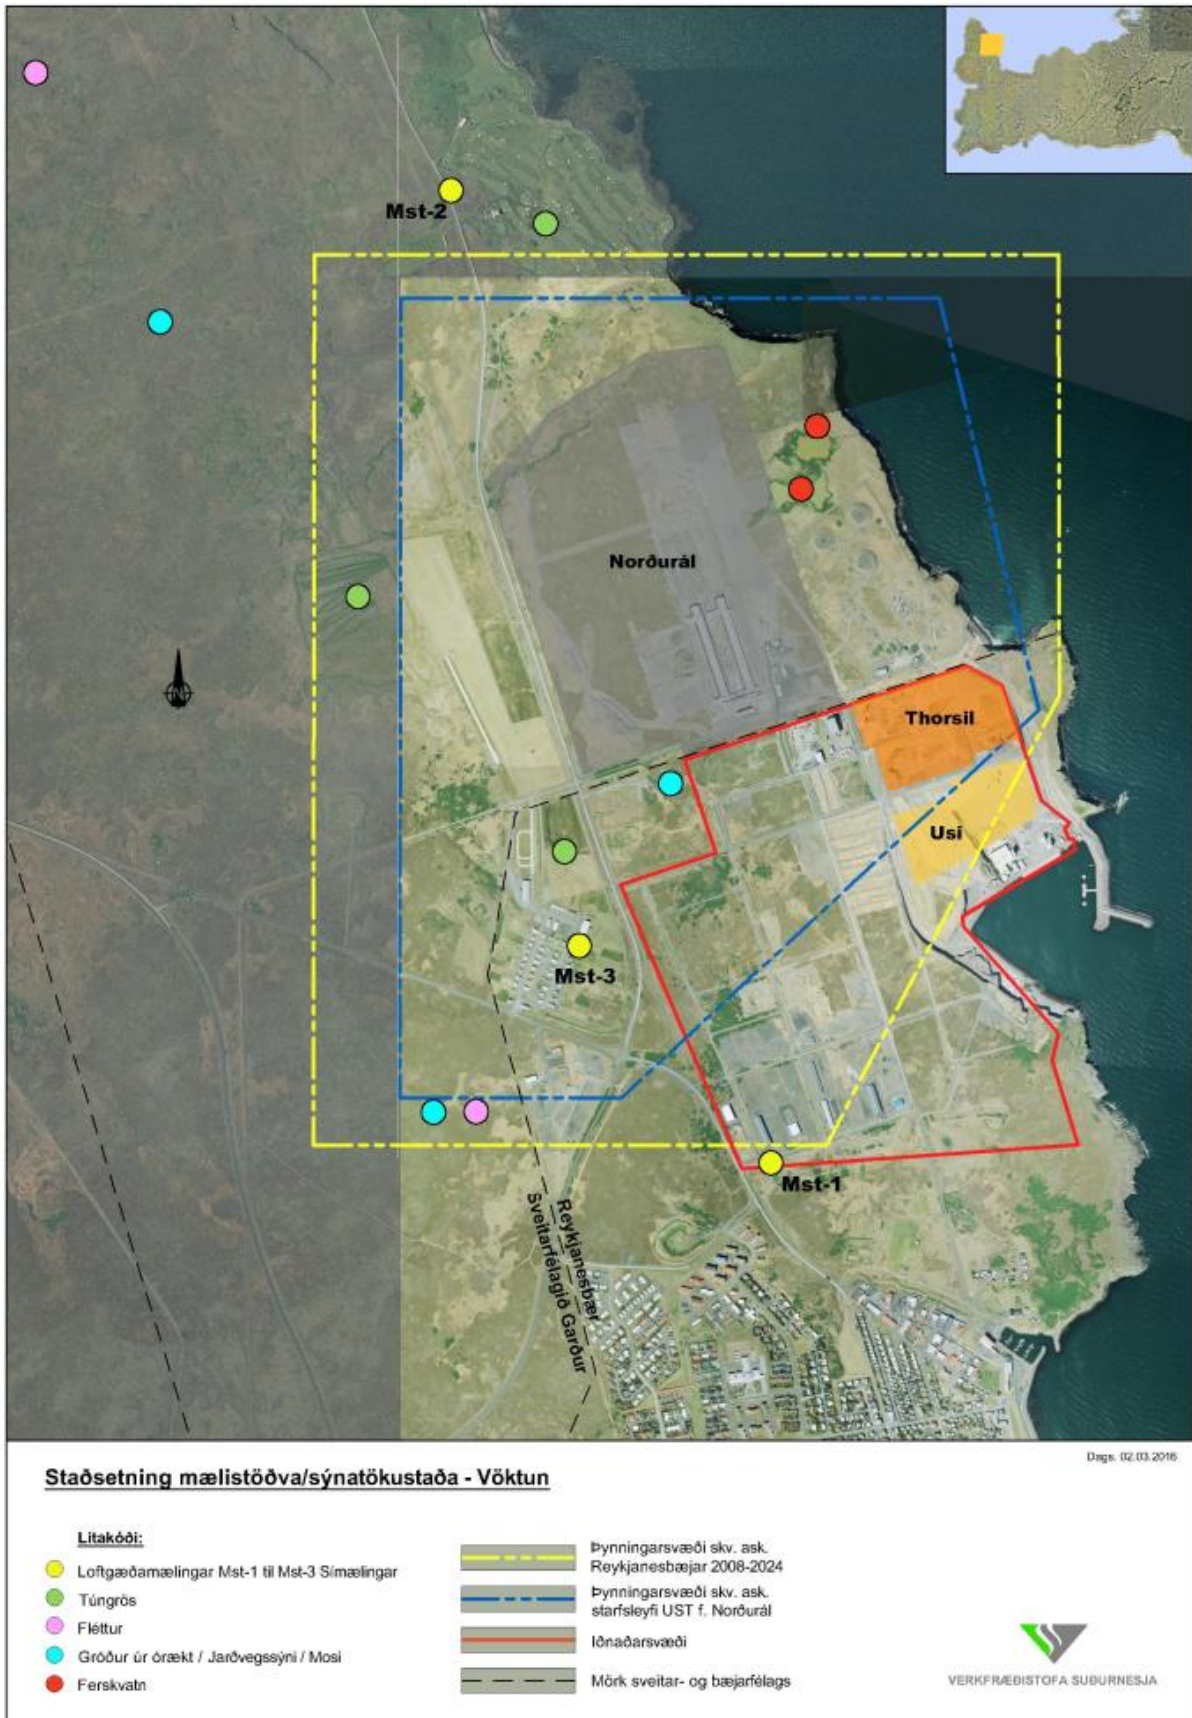 Mst-2
Norðurál
Thorsil
Usi
Mst-3
Mst-1
Reykjanesbær
Sveitarfélagið Garður
N
Dags. 02.03.2016
Staðsetning mælistöðva/sýnatökustaða - Vöktun
Litakóði:
Loftgæðamælingar Mst-1 til Mst-3 Símælingar
Túngrös
Fléttur
Gróður úr órækt / Jarðvegssýni / Mosi
Ferskvatn
Þynningarsvæði skv. ask.
Reykjanesbæjar 2008-2024
Þynningarsvæði skv. ask.
starfsleyfi UST f. Norðurál
Iðnaðarsvæði
Mörk sveitar- og bæjarfélags
VERKFRÆÐISTOFA SUÐURNESJA